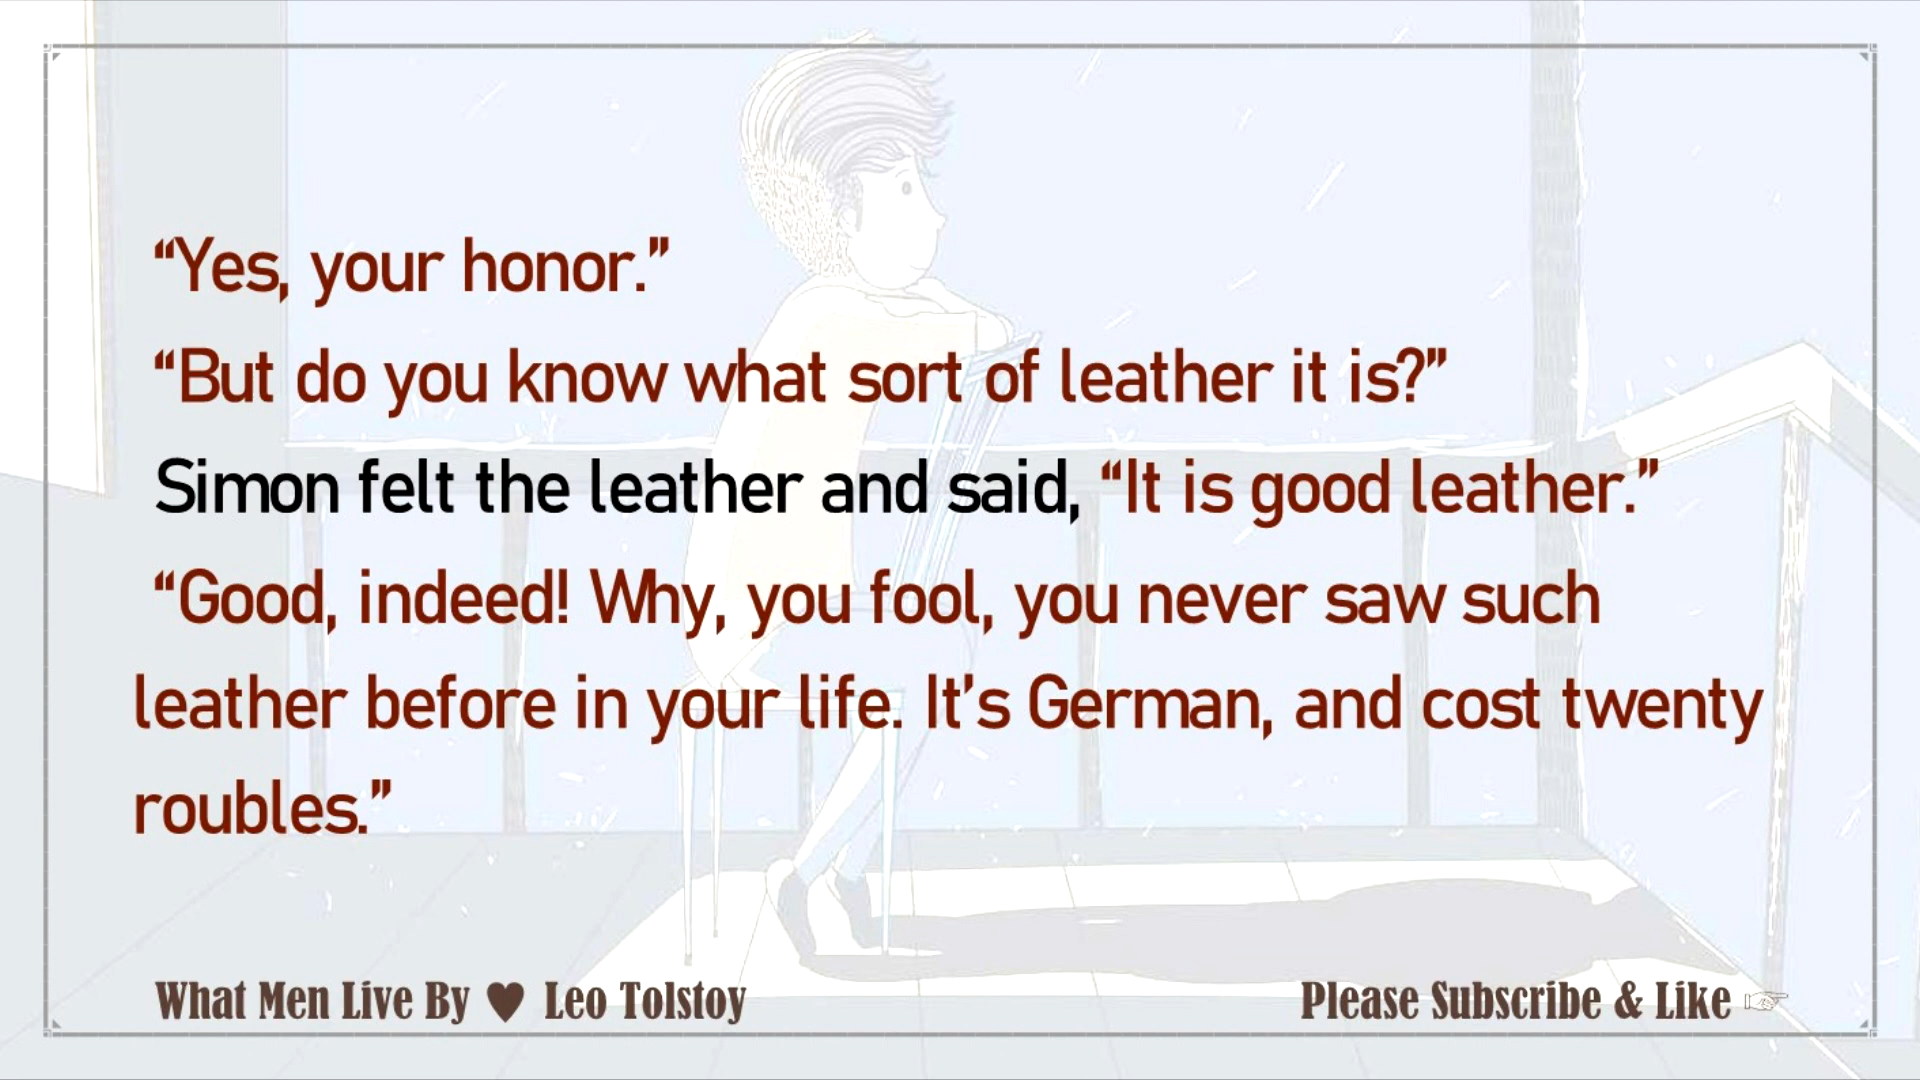 “Yes, your honor.”
“But do you know what sort of leather it is?”
Simon felt the leather and said, “It is good leather.”
“Good, indeed! Why, you fool, you never saw such
leather before in your life. It’s German, and cost twenty
roubles.”
What Men Live By ♥ Leo Tolstoy
Please Subscribe & Like